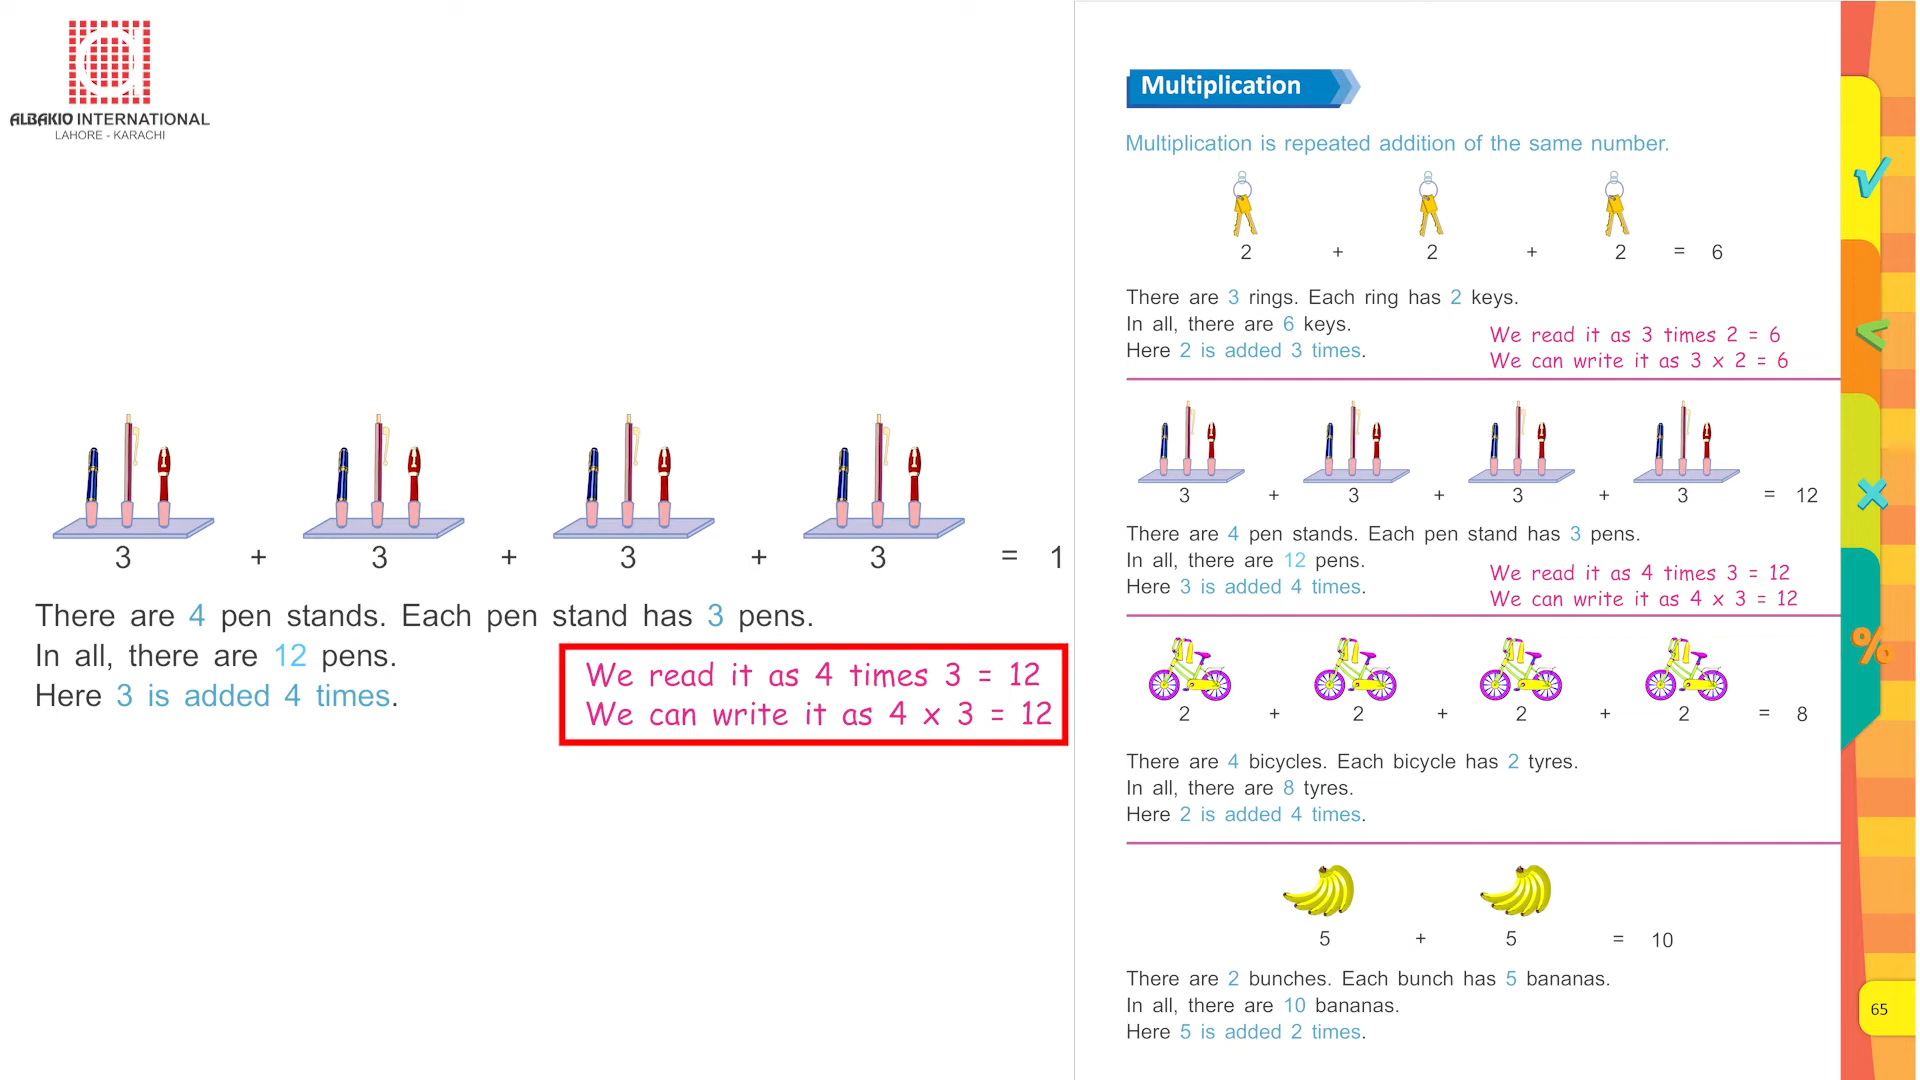 ALBAKIO INTERNATIONAL
LAHORE - KARACHI
3 + 3 + 3 + 3 = 1
There are 4 pen stands. Each pen stand has 3 pens.
In all, there are 12 pens.
Here 3 is added 4 times.
We read it as 4 times 3 = 12
We can write it as 4 x 3 = 12
Multiplication
Multiplication is repeated addition of the same number.
2 + 2 + 2 = 6
There are 3 rings. Each ring has 2 keys.
In all, there are 6 keys.
Here 2 is added 3 times.
We read it as 3 times 2 = 6
We can write it as 3 x 2 = 6
3 + 3 + 3 + 3 = 12
There are 4 pen stands. Each pen stand has 3 pens.
In all, there are 12 pens.
Here 3 is added 4 times.
We read it as 4 times 3 = 12
We can write it as 4 x 3 = 12
2 + 2 + 2 + 2 = 8
There are 4 bicycles. Each bicycle has 2 tyres.
In all, there are 8 tyres.
Here 2 is added 4 times.
5 + 5 = 10
There are 2 bunches. Each bunch has 5 bananas.
In all, there are 10 bananas.
Here 5 is added 2 times.
√
<
×
%
65